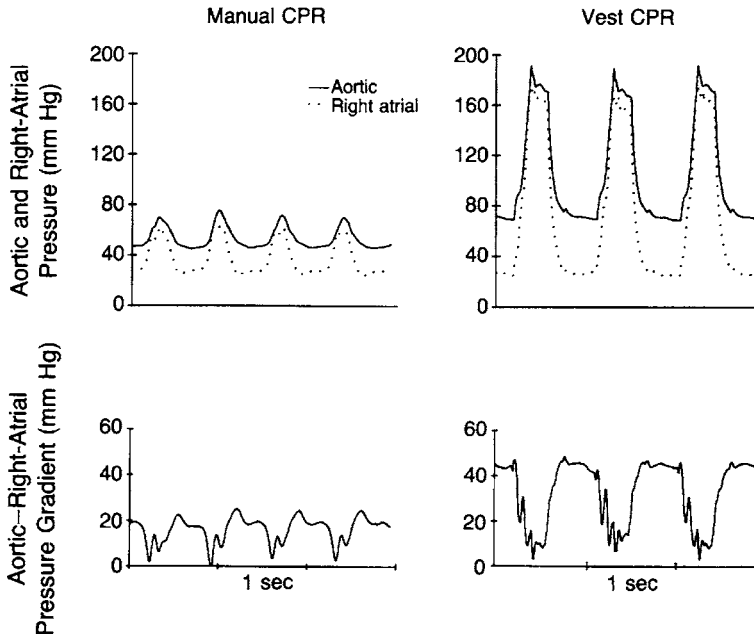 Manual CPR
Vest CPR
Aortic and Right-Atrial
Pressure (mm Hg)
200
160
120
80
40
0
Aortic
Right atrial
200
160
120
80
40
0
Aortic–Right-Atrial
Pressure Gradient (mm Hg)
60
40
20
0
1 sec
60
40
20
0
1 sec